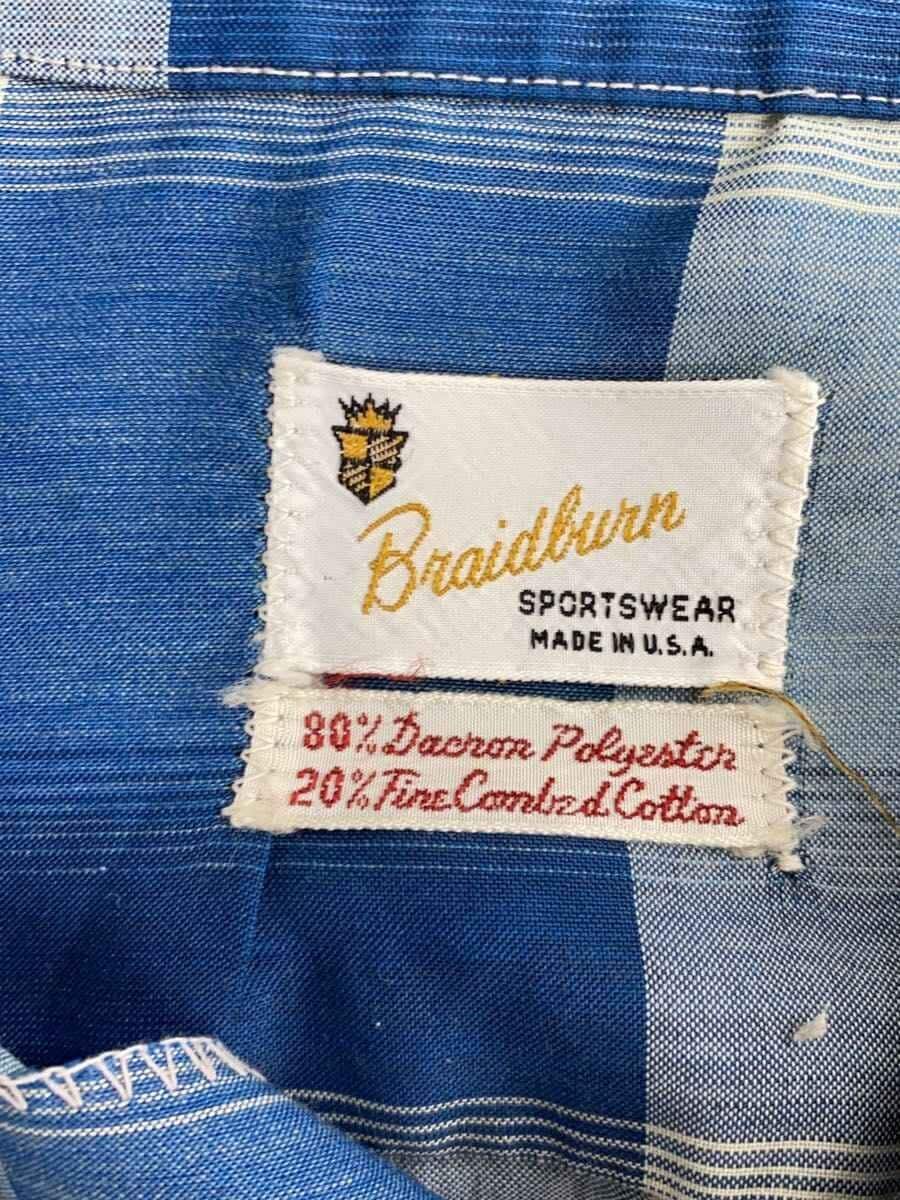 Braidburn
SPORTSWEAR
MADE IN U.S.A.
80% Dacron Polyester
20% Fine Combed Cotton